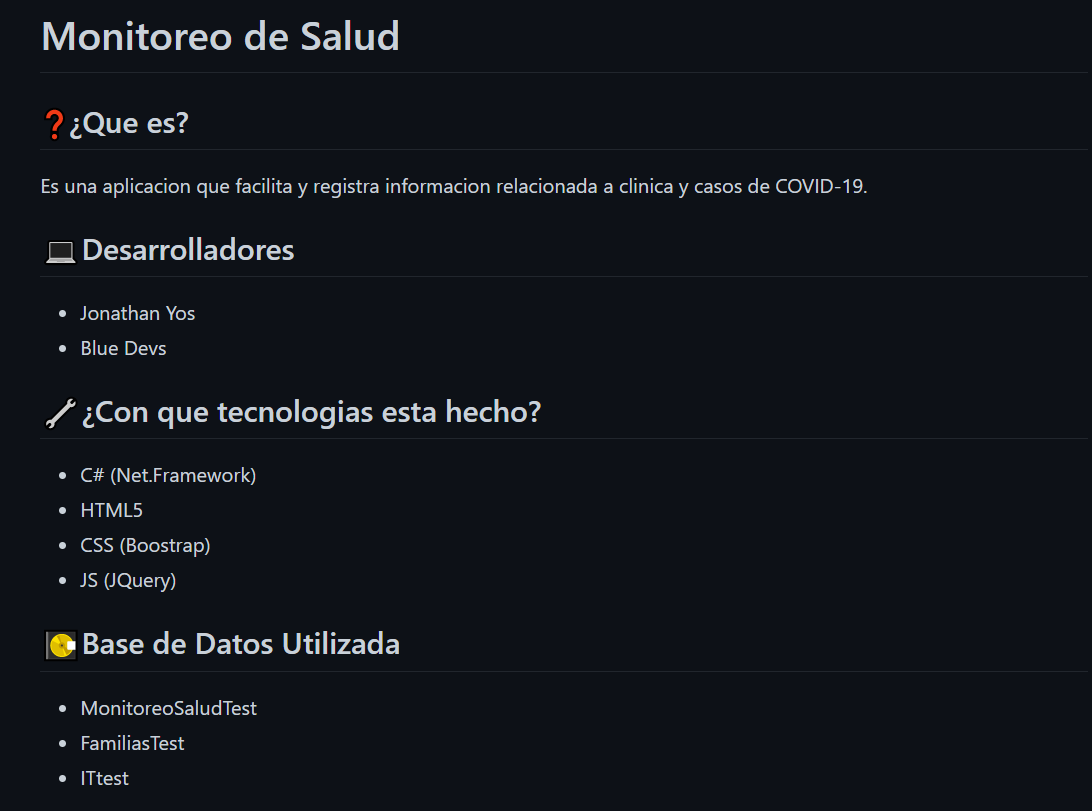 Monitoreo de Salud
❓¿Que es?
Es una aplicacion que facilita y registra informacion relacionada a clinica y casos de COVID-19.
💻 Desarrolladores
• Jonathan Yos
• Blue Devs
🔧 ¿Con que tecnologias esta hecho?
• C# (Net.Framework)
• HTML5
• CSS (Boostrap)
• JS (JQuery)
💽 Base de Datos Utilizada
• MonitoreoSaludTest
• FamiliasTest
• ITtest